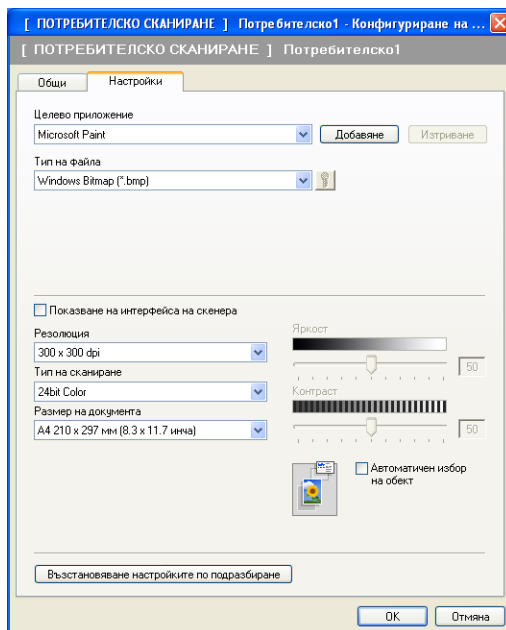 [ ПОТРЕБИТЕЛСКО СКАНИРАНЕ ] Потребителско1 - Конфигуриране на ...
[ ПОТРЕБИТЕЛСКО СКАНИРАНЕ ] Потребителско1
Общи Настройки
Целево приложение
Microsoft Paint Добавяне Изтриване
Тип на файла
Windows Bitmap (*.bmp)
Показване на интерфейса на скенера
Резолюция
300 x 300 dpi
Тип на сканиране
24bit Color
Размер на документа
A4 210 x 297 мм (8.3 x 11.7 инча)
Яркост
50
Контраст
50
Автоматичен избор
на обект
Възстановяване настройките по подразбиране
OK Отмяна